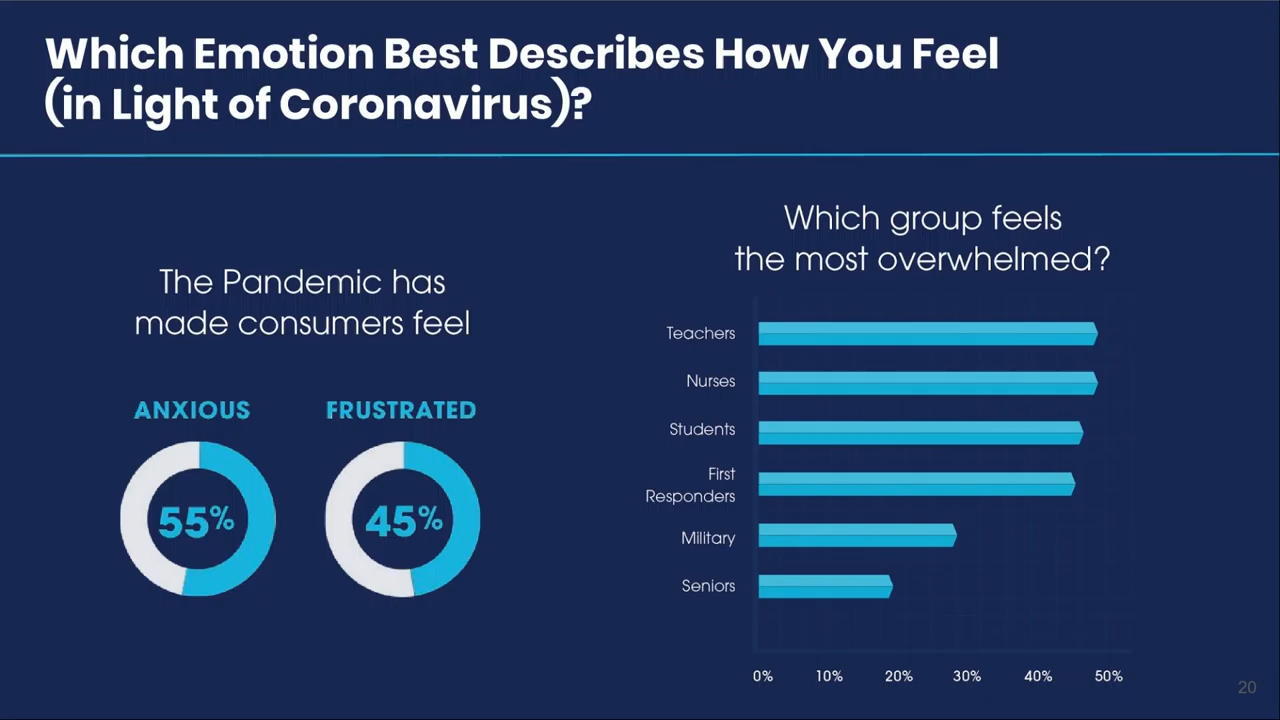 Which Emotion Best Describes How You Feel
(in Light of Coronavirus)?
The Pandemic has
made consumers feel
ANXIOUS
FRUSTRATED
55%
45%
Which group feels
the most overwhelmed?
Teachers
Nurses
Students
First
Responders
Military
Seniors
0% 10% 20% 30% 40% 50%
20